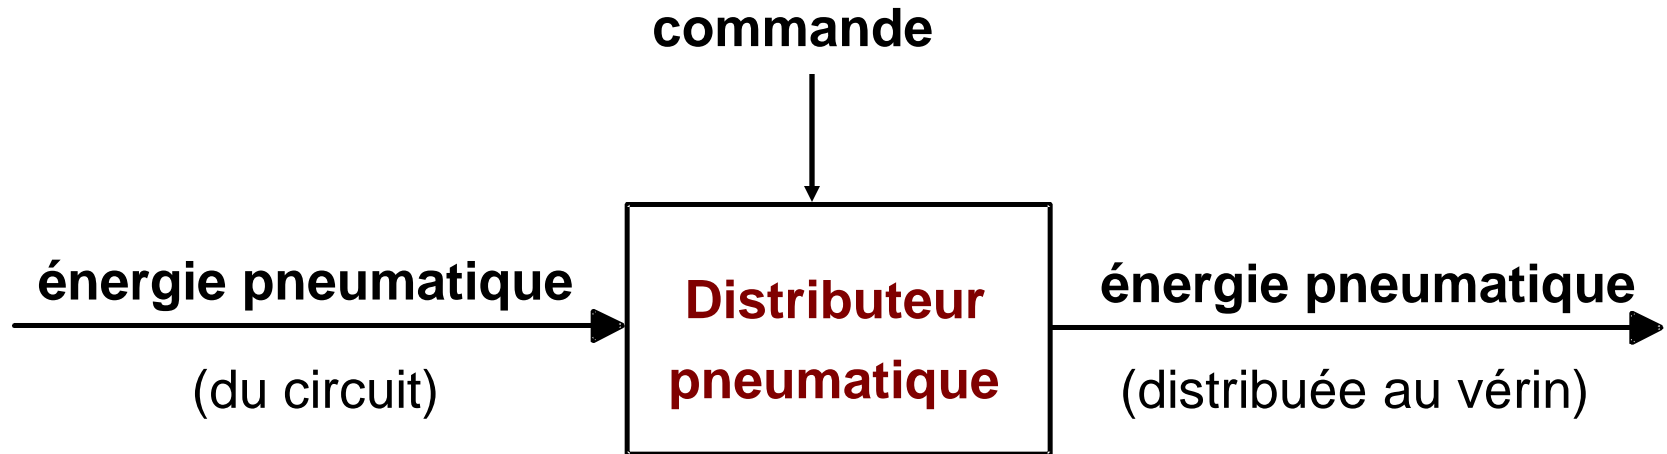 commande
énergie pneumatique
(du circuit)
Distributeur
pneumatique
énergie pneumatique
(distribuée au vérin)